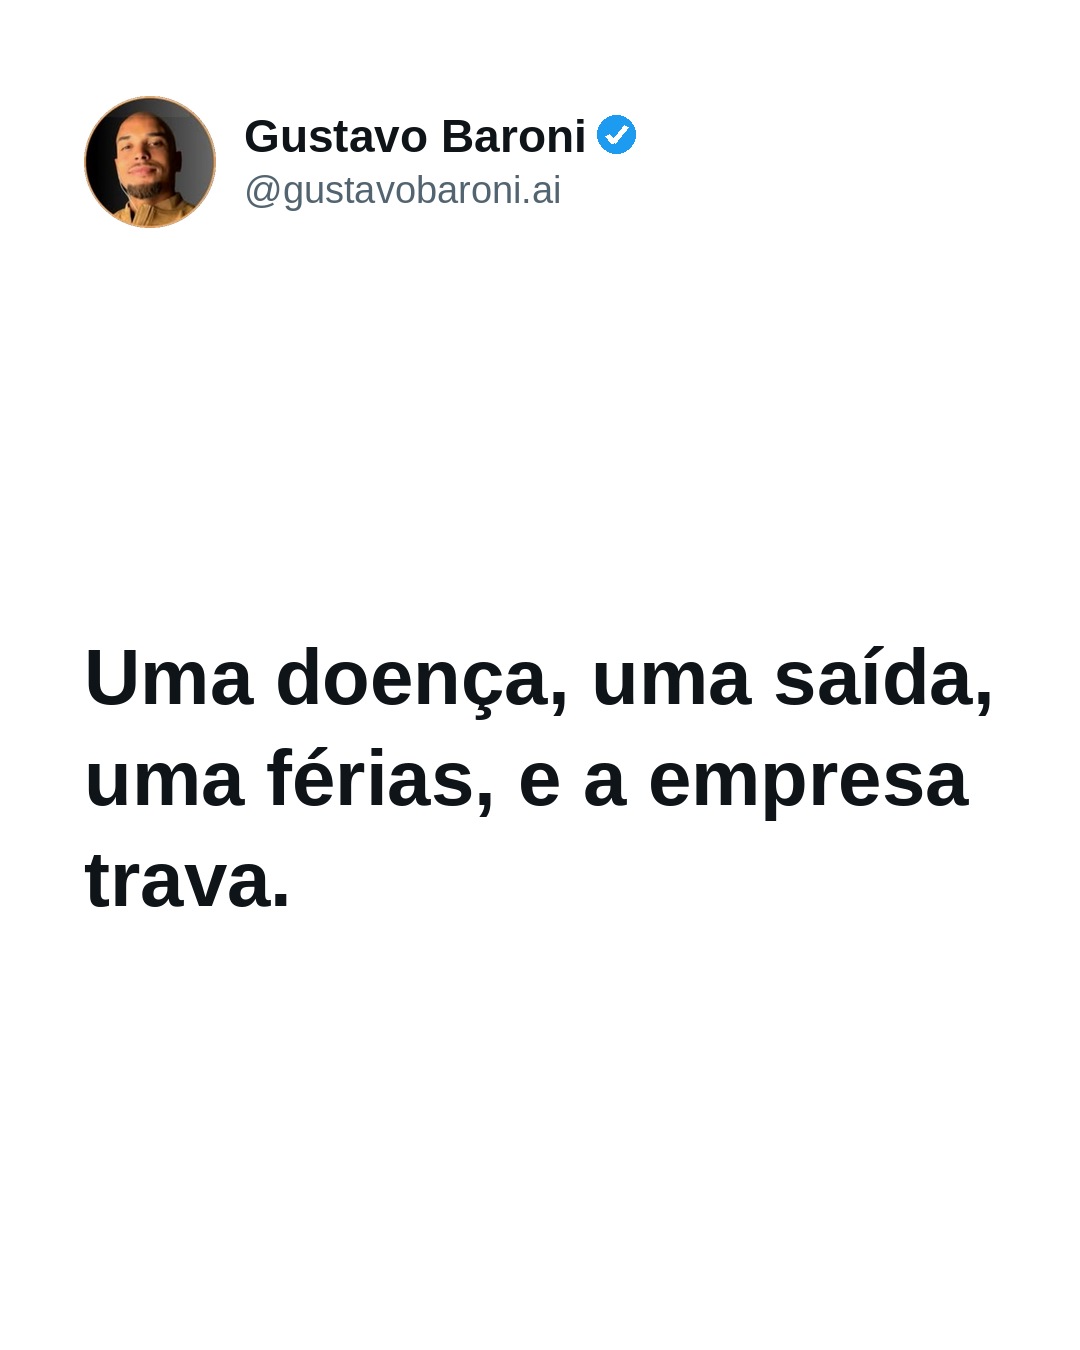 Gustavo Baroni
@gustavobaroni.ai
Uma doença, uma saída,
uma férias, e a empresa
trava.